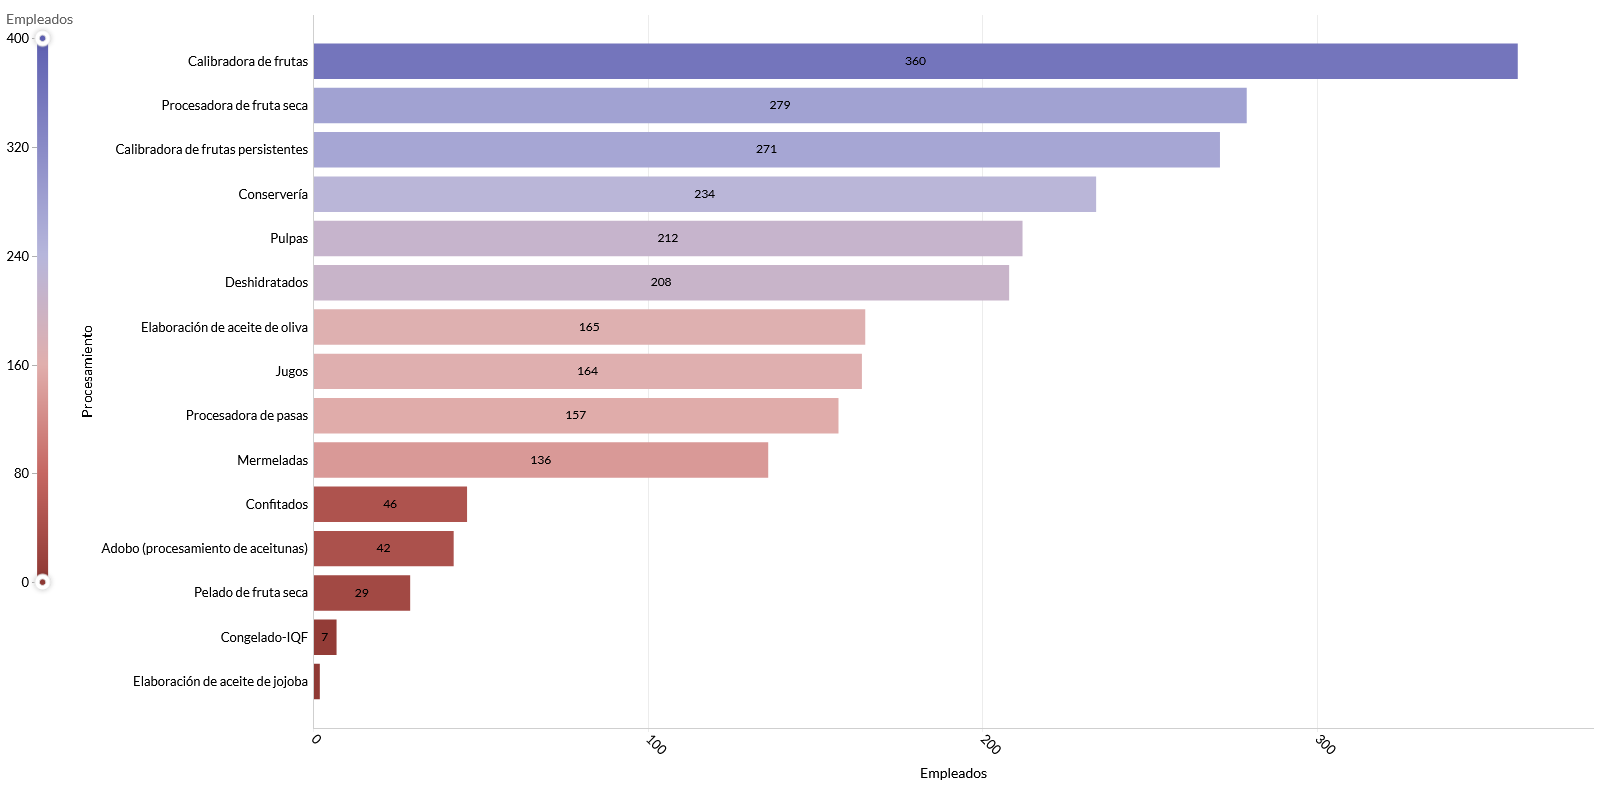 Empleados
400
320
240
160
80
0
Procesamiento
Calibradora de frutas 360
Procesadora de fruta seca 279
Calibradora de frutas persistentes 271
Conservería 234
Pulpas 212
Deshidratados 208
Elaboración de aceite de oliva 165
Jugos 164
Procesadora de pasas 157
Mermeladas 136
Confitados 46
Adobo (procesamiento de aceitunas) 42
Pelado de fruta seca 29
Congelado-IQF 7
Elaboración de aceite de jojoba
0 100 200 300
Empleados